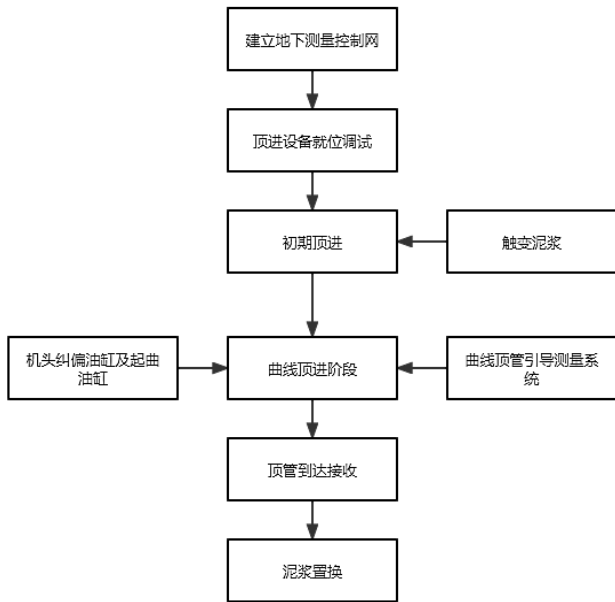 建立地下测量控制网
顶进设备就位调试
初期顶进
触变泥浆
机头纠偏油缸及起曲
油缸
曲线顶进阶段
曲线顶管引导测量系
统
顶管到达接收
泥浆置换